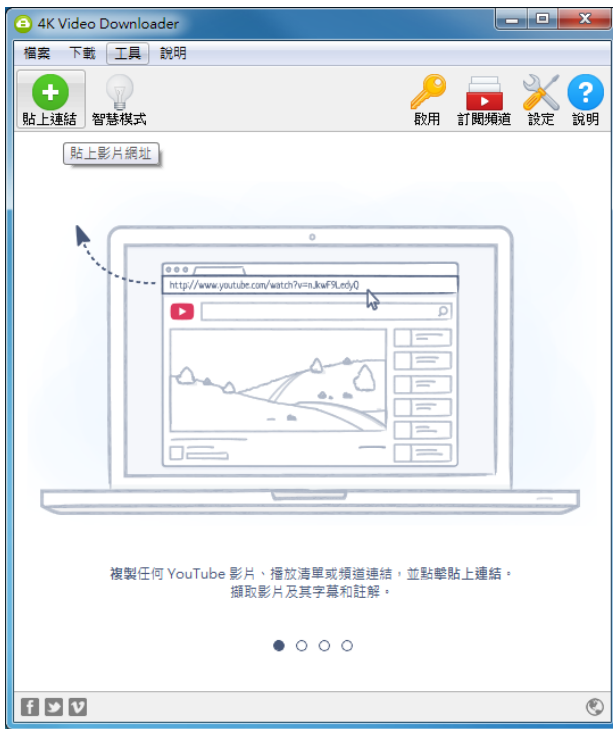 4K Video Downloader
檔案 下載 工具 說明
貼上連結 智慧模式 啟用 訂閱頻道 設定 說明
貼上影片網址
http://www.youtube.com/watch?v=nJkwF9LedyQ
複製任何 YouTube 影片、播放清單或頻道連結，並點擊貼上連結。
擷取影片及其字幕和註解。